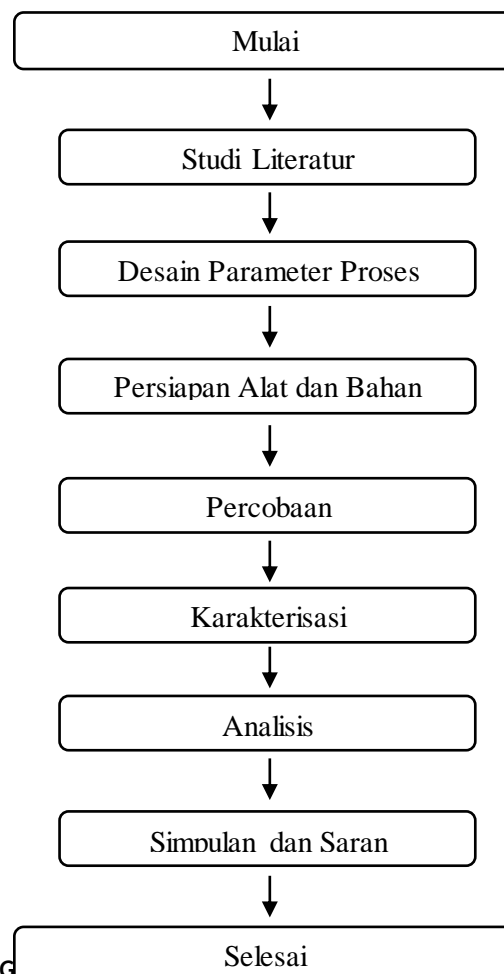 Mulai
Studi Literatur
Desain Parameter Proses
Persiapan Alat dan Bahan
Percobaan
Karakterisasi
Analisis
Simpulan dan Saran
Selesai
G